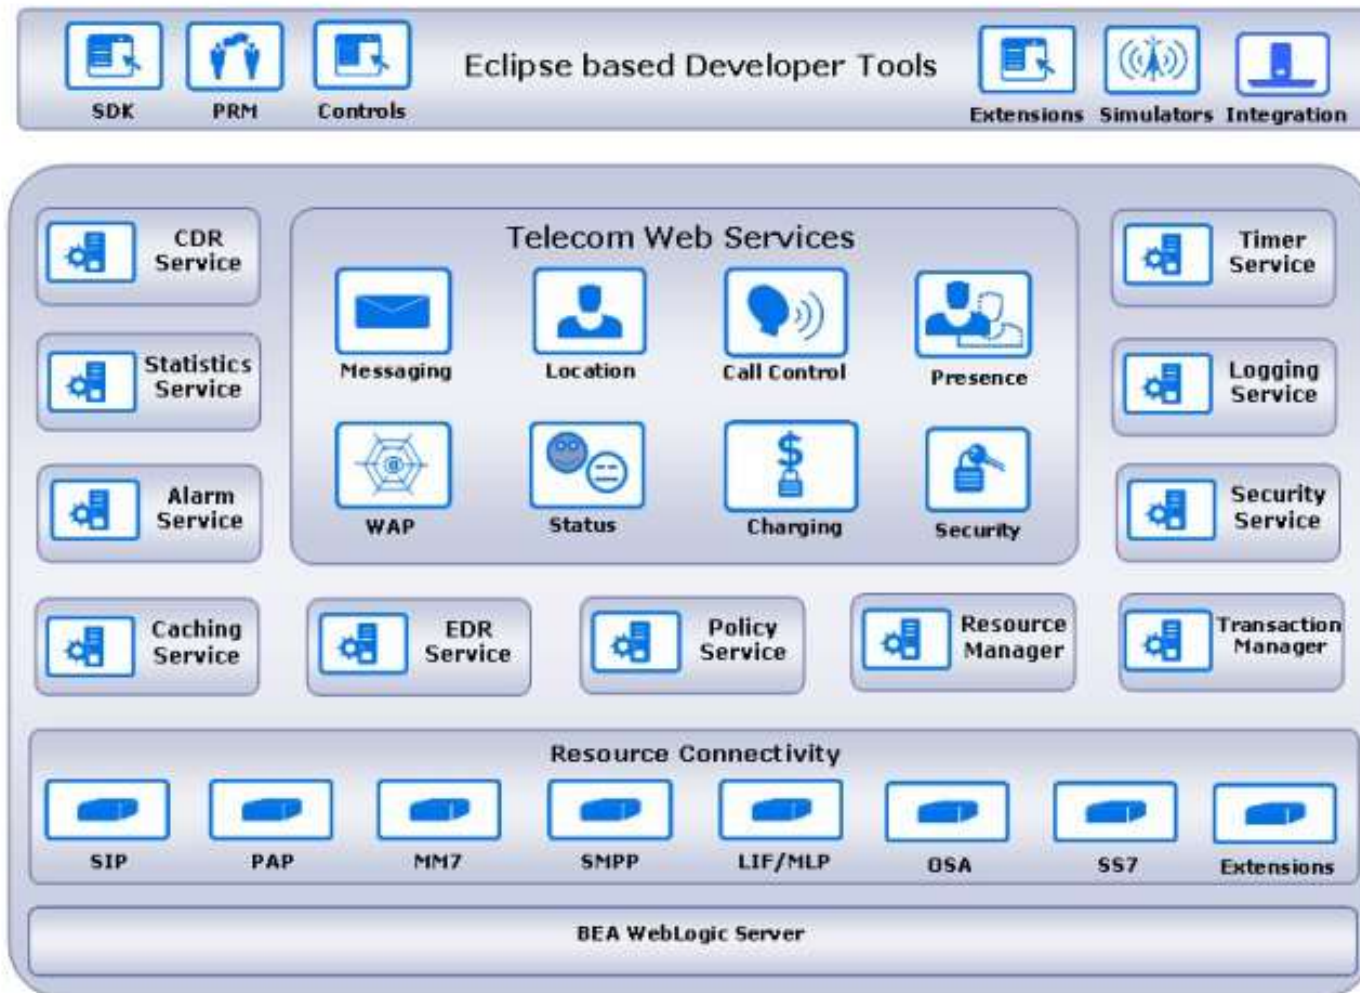 Eclipse based Developer Tools
SDK
PRM
Controls
Extensions
Simulators
Integration
CDR
Service
Statistics
Service
Alarm
Service
Telecom Web Services
Messaging
Location
Call Control
Presence
WAP
Status
Charging
Security
Timer
Service
Logging
Service
Security
Service
Caching
Service
EDR
Service
Policy
Service
Resource
Manager
Transaction
Manager
Resource Connectivity
SIP
PAP
MM7
SMPP
LIF/MLP
OSA
SS7
Extensions
BEA WebLogic Server